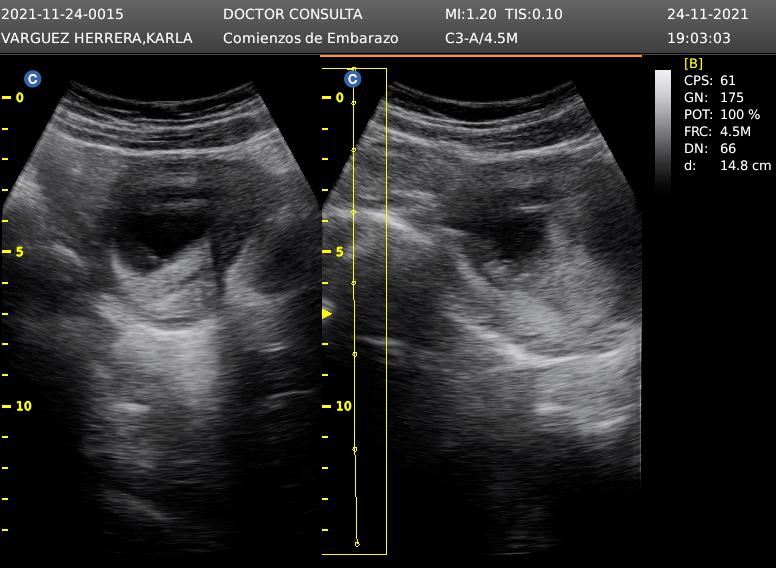 2021-11-24-0015 DOCTOR CONSULTA MI:1.20 TIS:0.10 24-11-2021
VARGUEZ HERRERA,KARLA Comienzos de Embarazo C3-A/4.5M 19:03:03
[B]
CPS: 61
GN: 175
POT: 100 %
FRC: 4.5M
DN: 66
d: 14.8 cm
C C
0 0
5 5
10 10